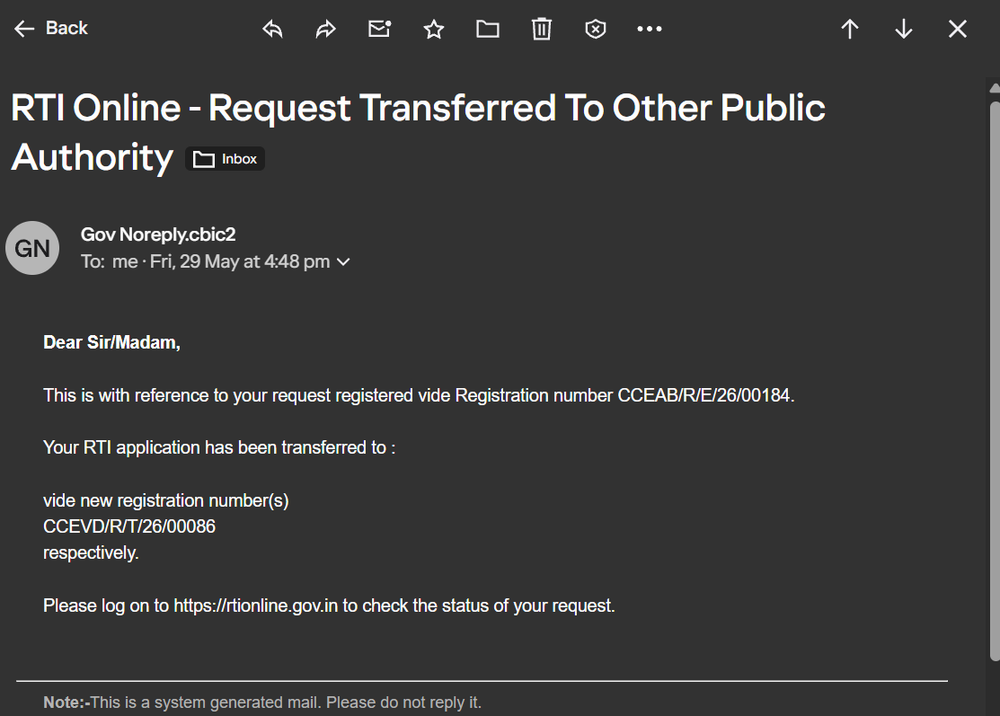 Back
RTI Online - Request Transferred To Other Public
Authority
Inbox
GN
Gov Noreply.cbic2
To: me · Fri, 29 May at 4:48 pm
Dear Sir/Madam,
This is with reference to your request registered vide Registration number CCEAB/R/E/26/00184.
Your RTI application has been transferred to :
vide new registration number(s)
CCEVD/R/T/26/00086
respectively.
Please log on to https://rtionline.gov.in to check the status of your request.
Note:-This is a system generated mail. Please do not reply it.